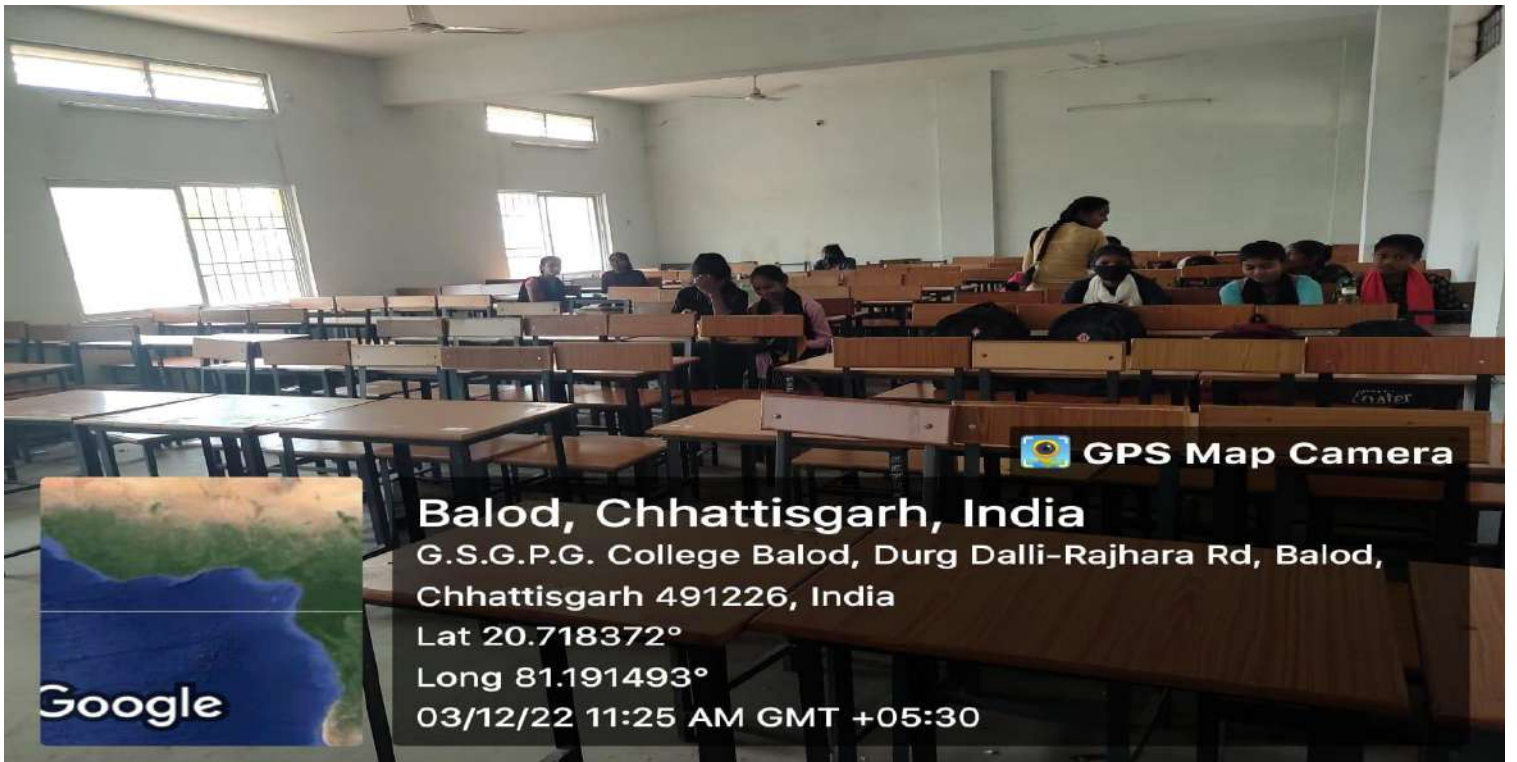 GPS Map Camera
Balod, Chhattisgarh, India
G.S.G.P.G. College Balod, Durg Dalli-Rajhara Rd, Balod,
Chhattisgarh 491226, India
Lat 20.718372°
Long 81.191493°
03/12/22 11:25 AM GMT +05:30
Google